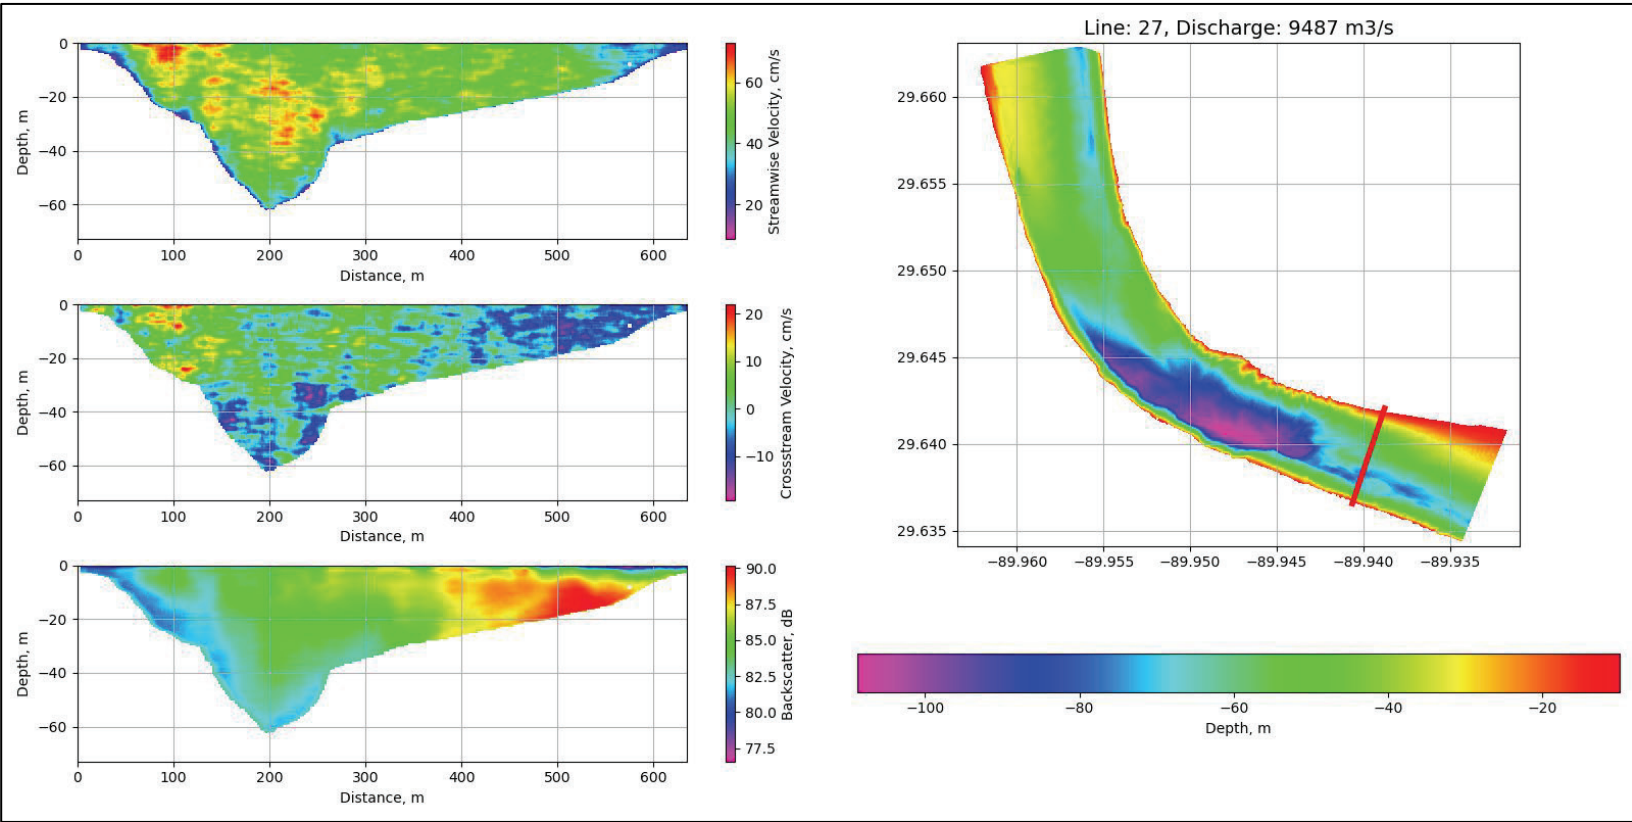 Line: 27, Discharge: 9487 m3/s
0
−20
−40
−60
Depth, m
0 100 200 300 400 500 600
Distance, m
60
40
20
Streamwise Velocity, cm/s
0
−20
−40
−60
Depth, m
0 100 200 300 400 500 600
Distance, m
20
10
0
−10
Crossstream Velocity, cm/s
0
−20
−40
−60
Depth, m
0 100 200 300 400 500 600
Distance, m
90.0
87.5
85.0
82.5
80.0
77.5
Backscatter, dB
29.660
29.655
29.650
29.645
29.640
29.635
−89.960 −89.955 −89.950 −89.945 −89.940 −89.935
−100 −80 −60 −40 −20
Depth, m